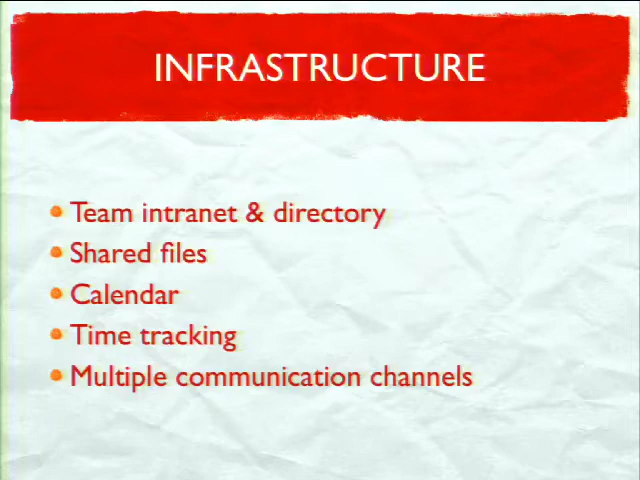 INFRASTRUCTURE
Team intranet & directory
Shared files
Calendar
Time tracking
Multiple communication channels